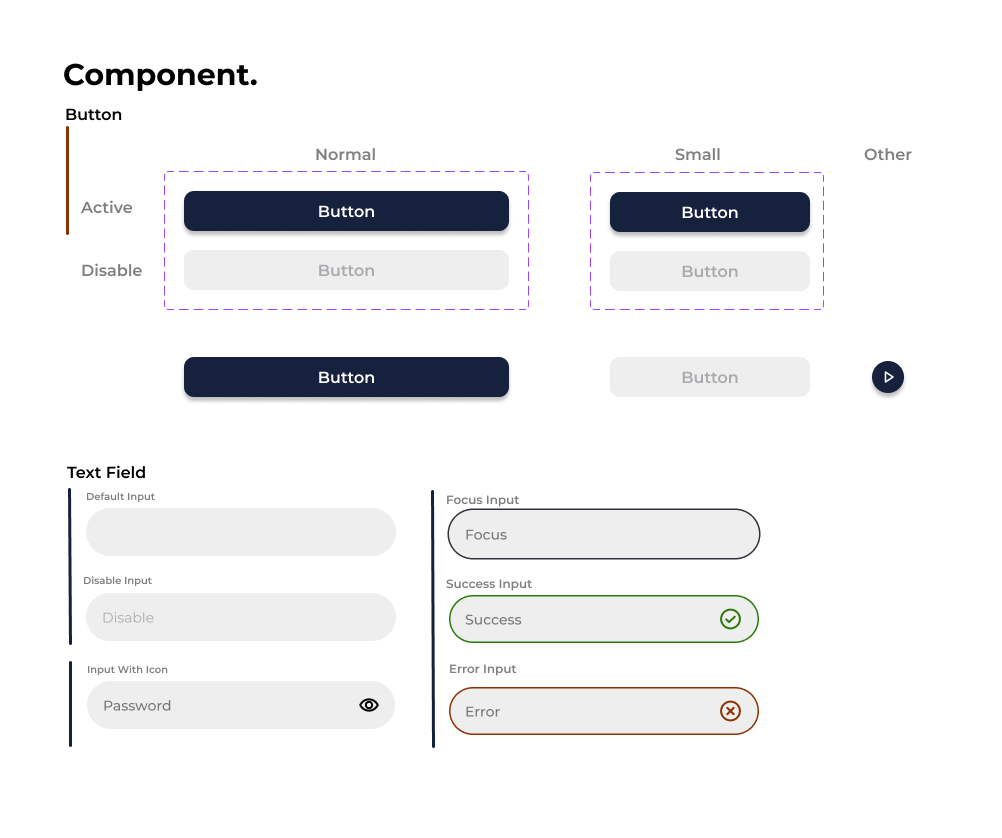 Component.
Button
Normal
Small
Other
Active
Button
Button
Disable
Button
Button
Button
Button
Text Field
Default Input
Disable Input
Disable
Input With Icon
Password
Focus Input
Focus
Success Input
Success
Error Input
Error